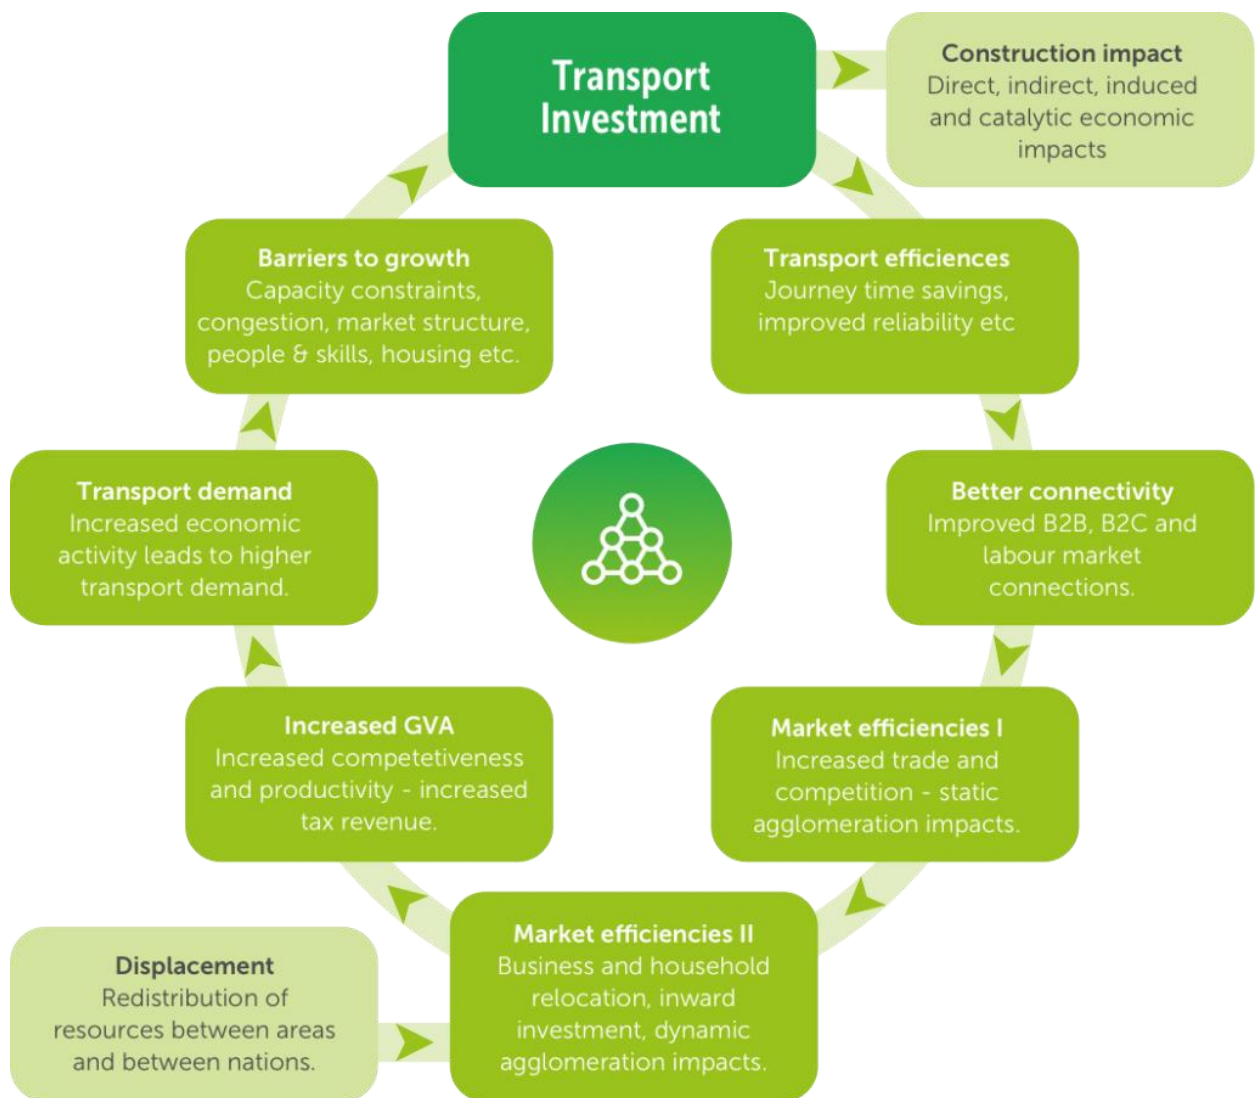 Transport
Investment
Construction impact
Direct, indirect, induced
and catalytic economic
impacts
Transport efficiences
Journey time savings,
improved reliability etc
Better connectivity
Improved B2B, B2C and
labour market
connections.
Market efficiencies I
Increased trade and
competition - static
agglomeration impacts.
Market efficiencies II
Business and household
relocation, inward
investment, dynamic
agglomeration impacts.
Displacement
Redistribution of
resources between areas
and between nations.
Increased GVA
Increased competetiveness
and productivity - increased
tax revenue.
Transport demand
Increased economic
activity leads to higher
transport demand.
Barriers to growth
Capacity constraints,
congestion, market structure,
people & skills, housing etc.